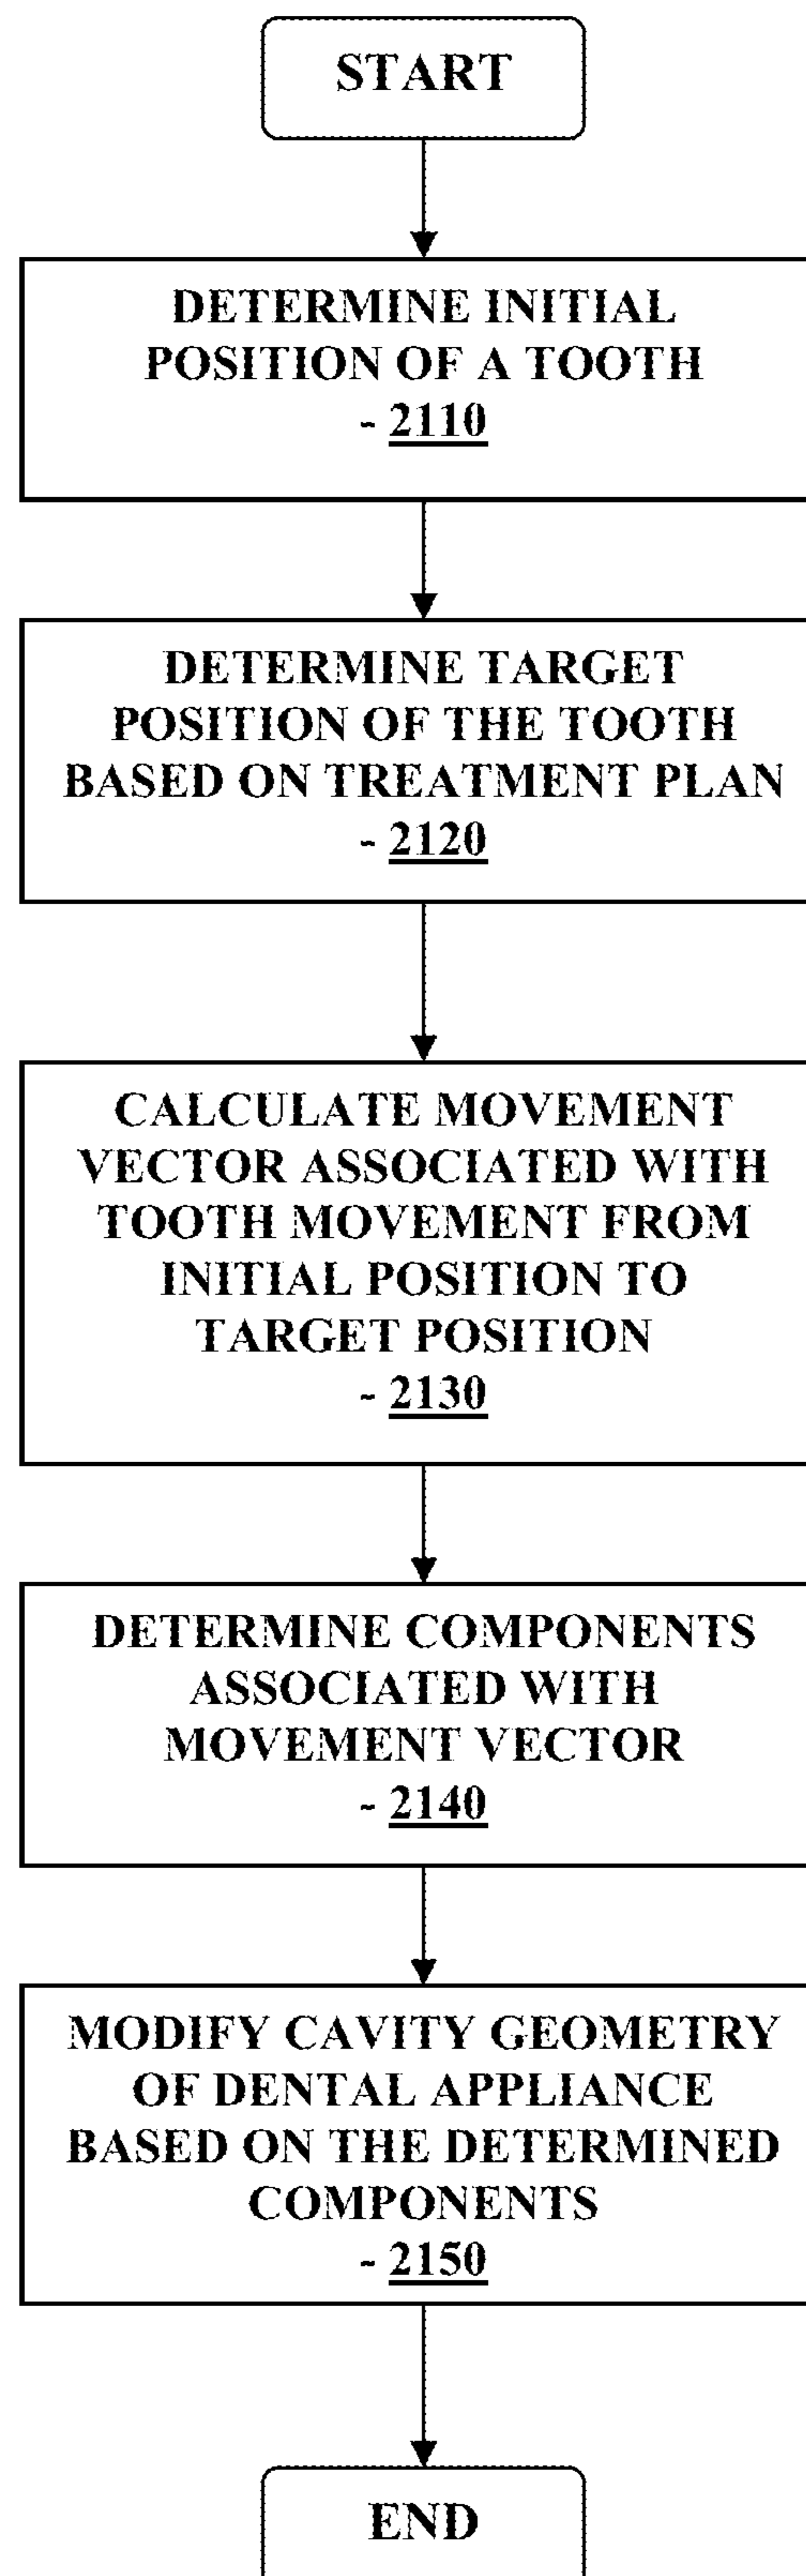 START
DETERMINE INITIAL
POSITION OF A TOOTH
- 2110
DETERMINE TARGET
POSITION OF THE TOOTH
BASED ON TREATMENT PLAN
- 2120
CALCULATE MOVEMENT
VECTOR ASSOCIATED WITH
TOOTH MOVEMENT FROM
INITIAL POSITION TO
TARGET POSITION
- 2130
DETERMINE COMPONENTS
ASSOCIATED WITH
MOVEMENT VECTOR
- 2140
MODIFY CAVITY GEOMETRY
OF DENTAL APPLIANCE
BASED ON THE DETERMINED
COMPONENTS
- 2150
END